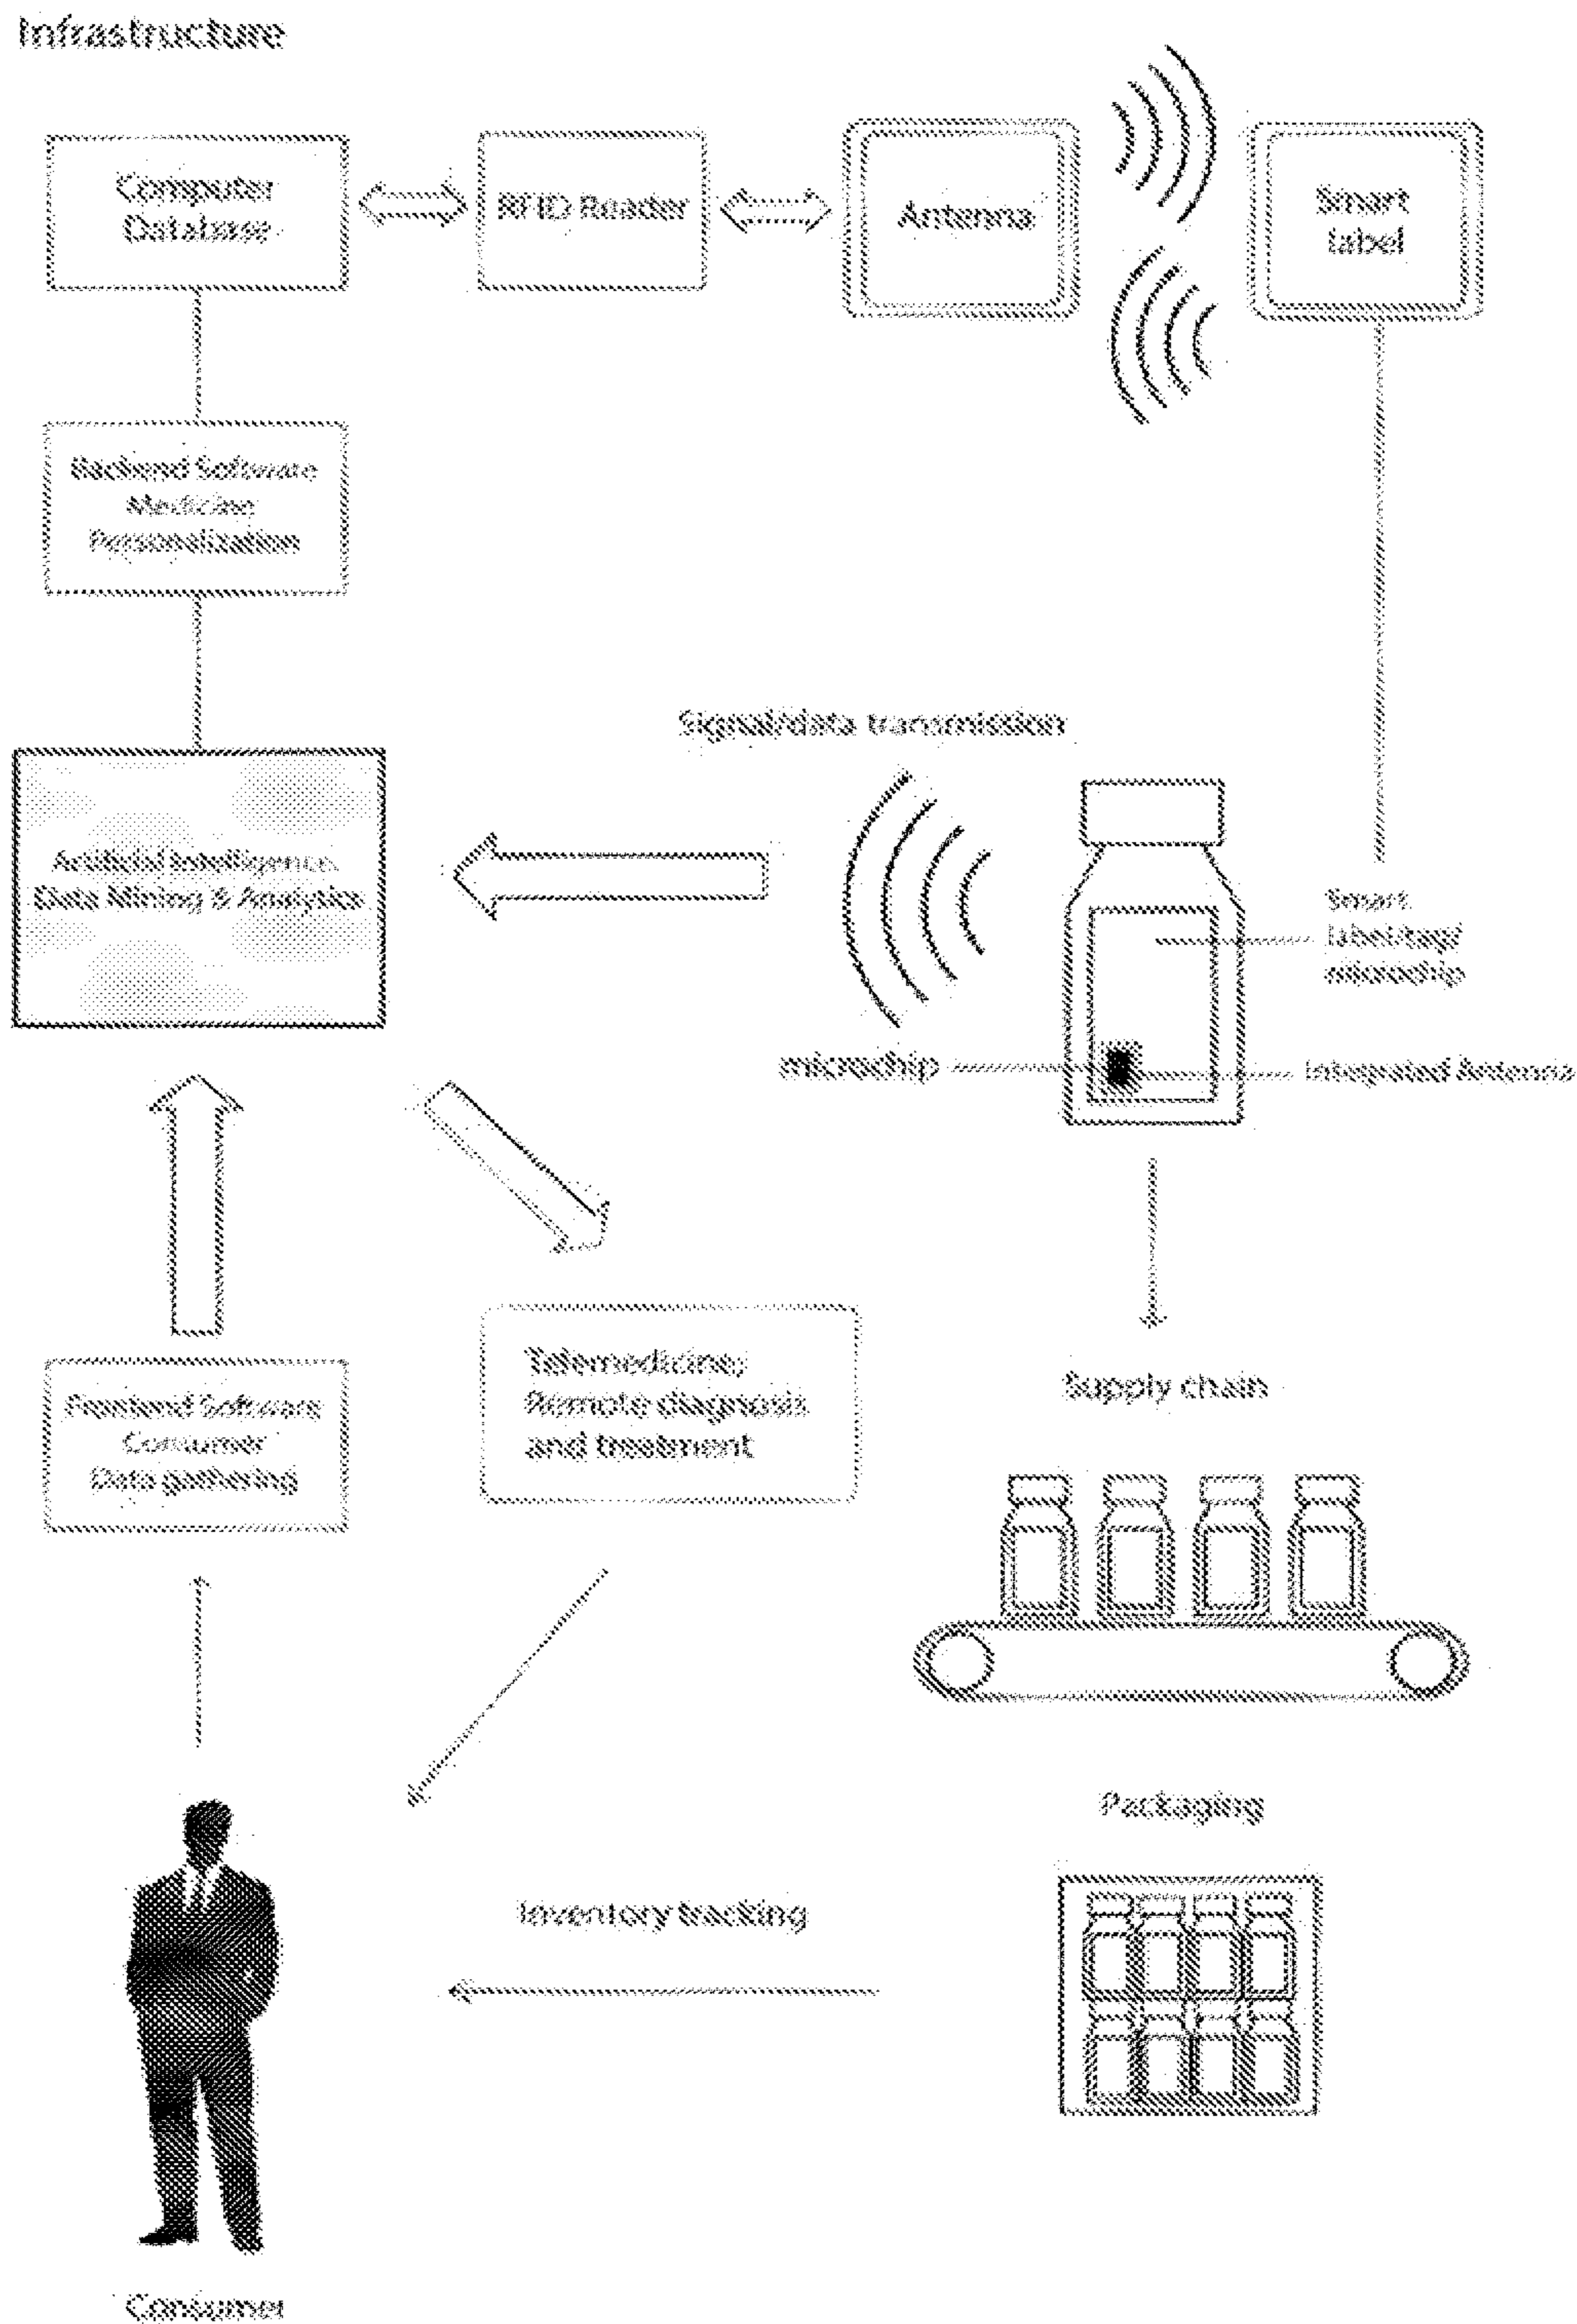 Infrastructure
Computer
Database
RFID Reader
Antenna
Smart
label
Backend Software
Medicine
Personalization
Signal/data transmission
Artificial Intelligence.
Data Mining & Analytics
Smart
label/tag/
microchip
microchip
Integrated Antenna
Telemedicine;
Remote diagnosis
and treatment
Frontend Software
Consumer
Data gathering
Supply chain
Packaging
Inventory tracking
Consumer